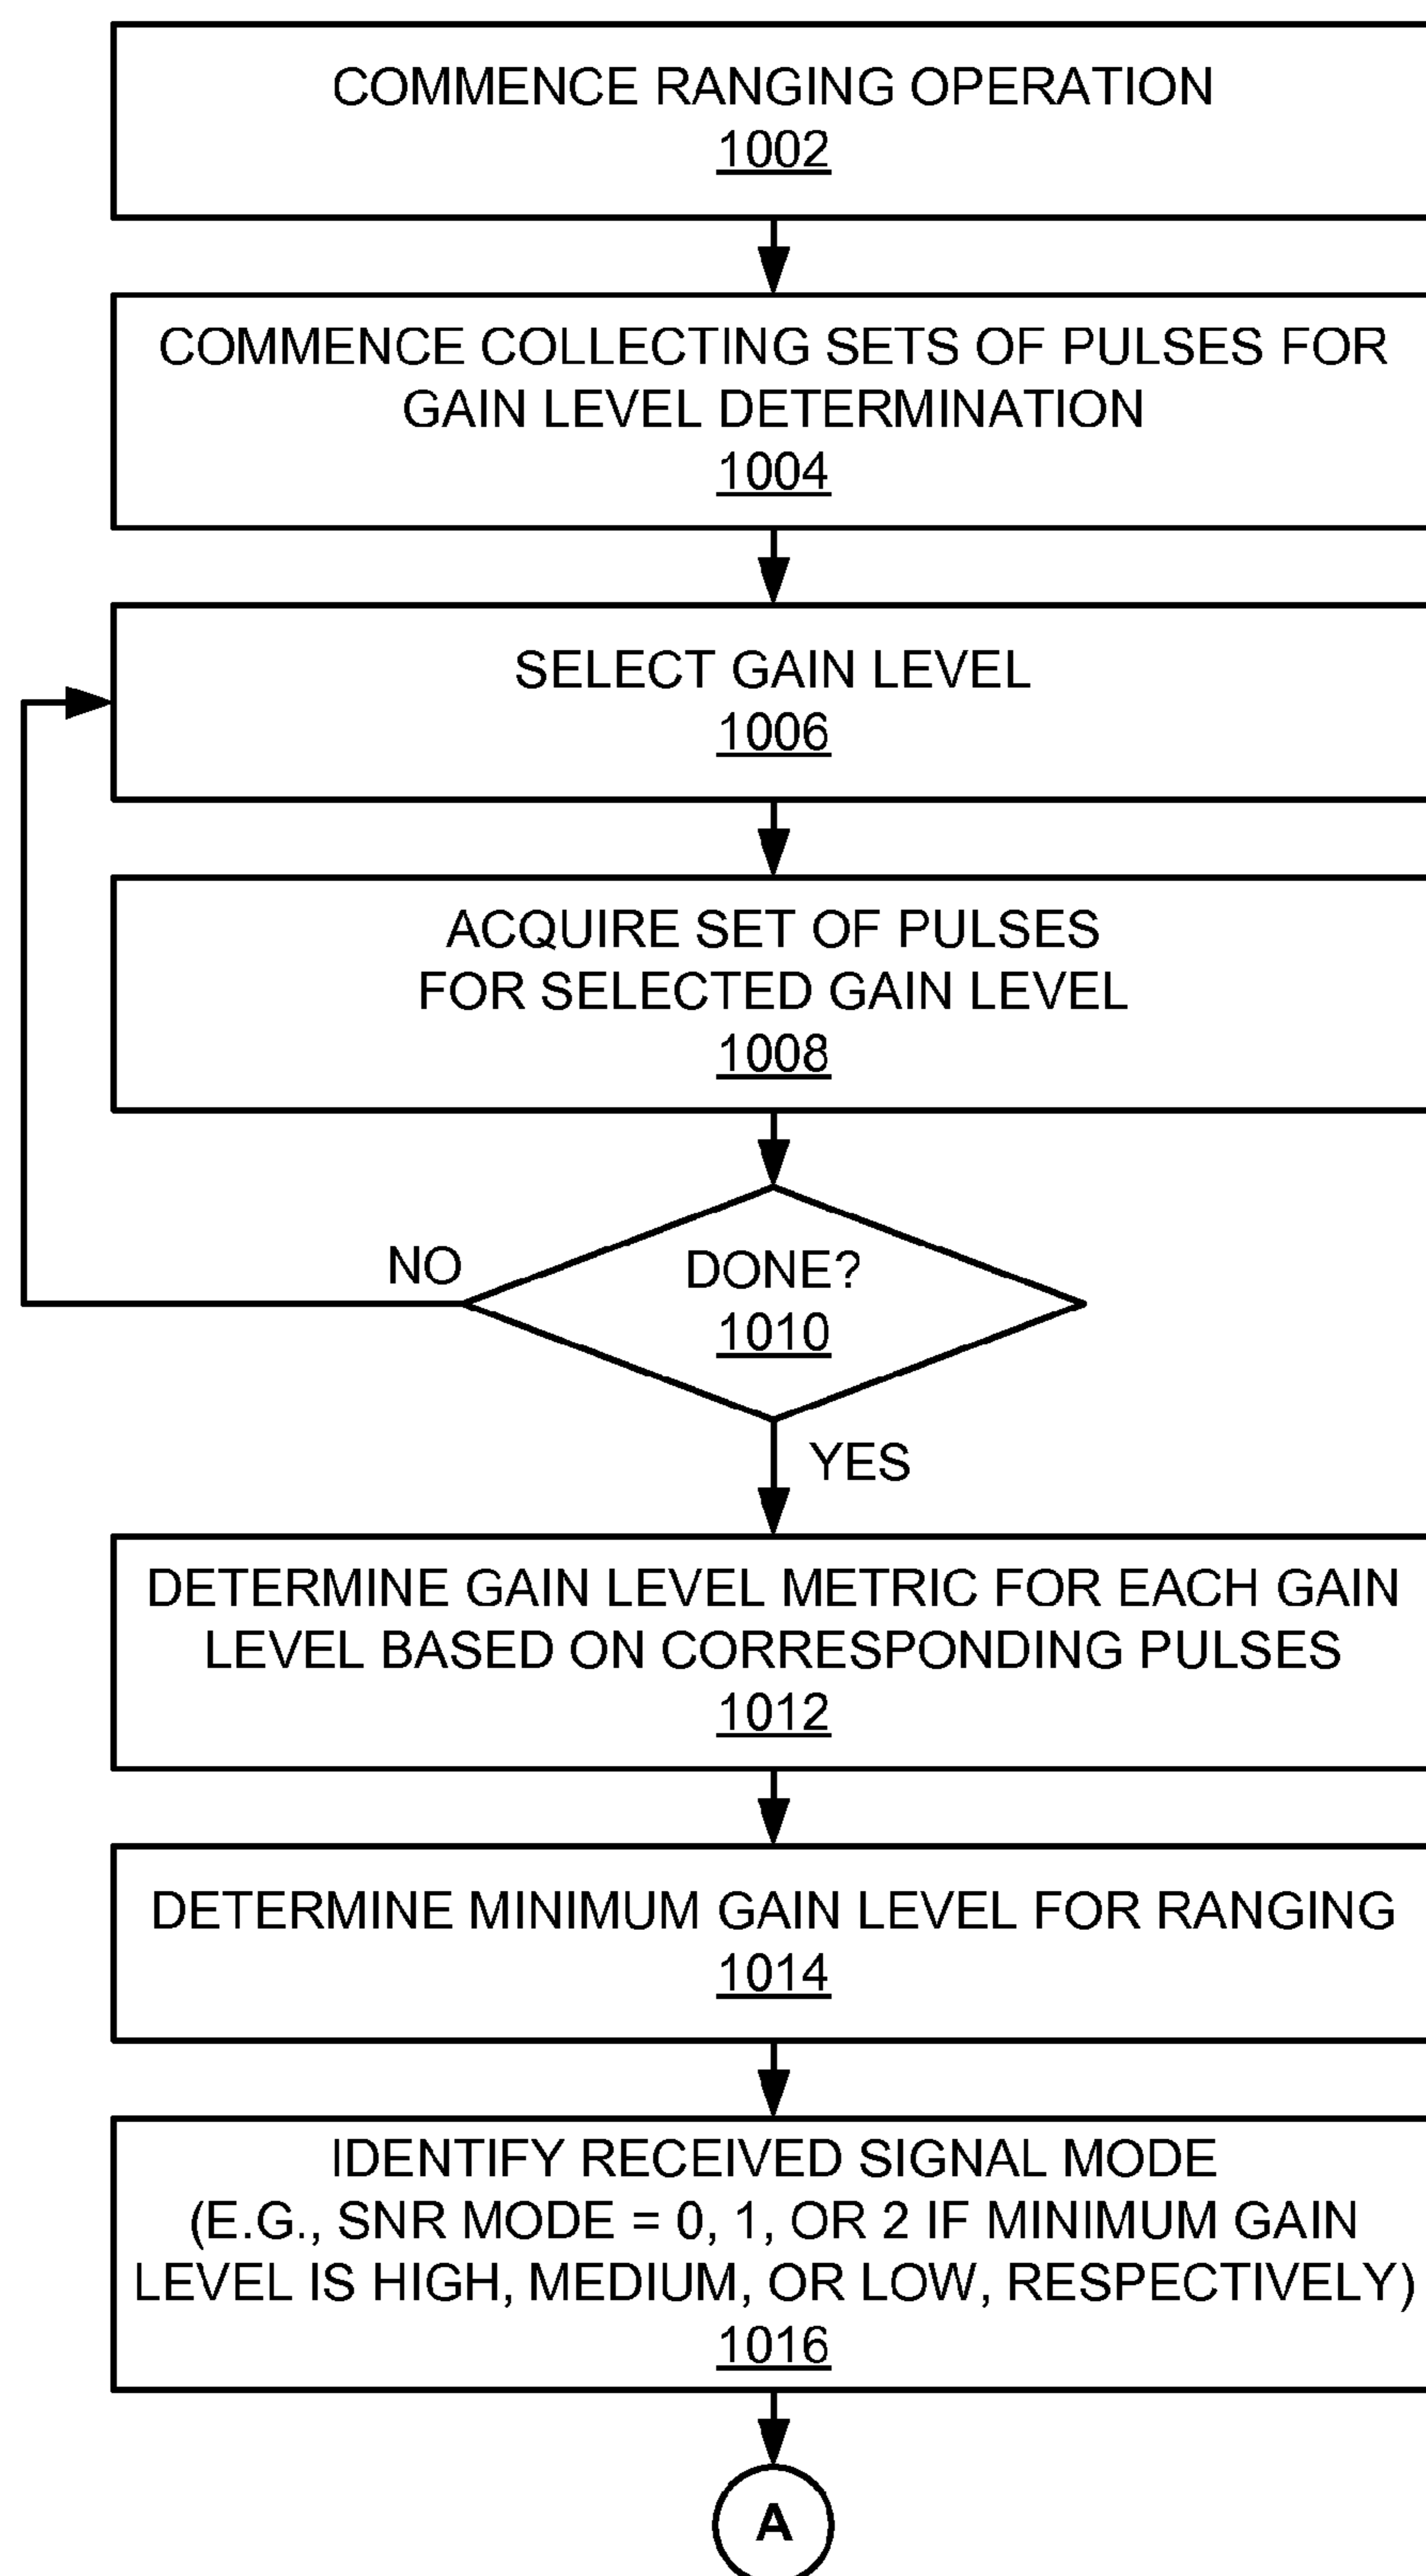 COMMENCE RANGING OPERATION
1002
COMMENCE COLLECTING SETS OF PULSES FOR
GAIN LEVEL DETERMINATION
1004
SELECT GAIN LEVEL
1006
ACQUIRE SET OF PULSES
FOR SELECTED GAIN LEVEL
1008
NO
DONE?
1010
YES
DETERMINE GAIN LEVEL METRIC FOR EACH GAIN
LEVEL BASED ON CORRESPONDING PULSES
1012
DETERMINE MINIMUM GAIN LEVEL FOR RANGING
1014
IDENTIFY RECEIVED SIGNAL MODE
(E.G., SNR MODE = 0, 1, OR 2 IF MINIMUM GAIN
LEVEL IS HIGH, MEDIUM, OR LOW, RESPECTIVELY)
1016
A